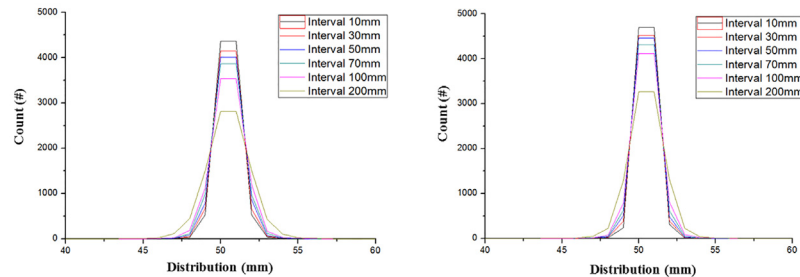 5000
4000
3000
2000
1000
0
Count (#)
40
45
50
55
60
Distribution (mm)
Interval 10mm
Interval 30mm
Interval 50mm
Interval 70mm
Interval 100mm
Interval 200mm
5000
4000
3000
2000
1000
0
Count (#)
40
45
50
55
60
Distribution (mm)
Interval 10mm
Interval 30mm
Interval 50mm
Interval 70mm
Interval 100mm
Interval 200mm